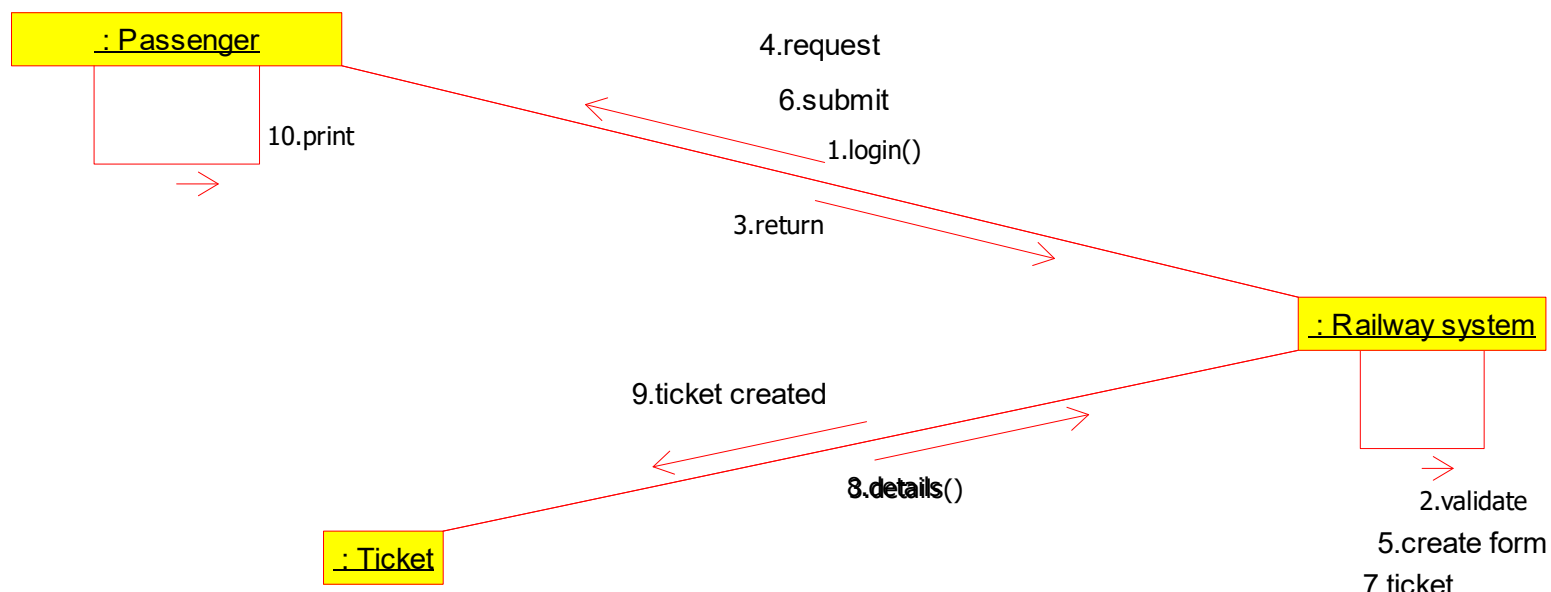 : Passenger
4.request
6.submit
1.login()
10.print
3.return
: Railway system
9.ticket created
details()
2.validate
: Ticket
5.create form
7.ticket